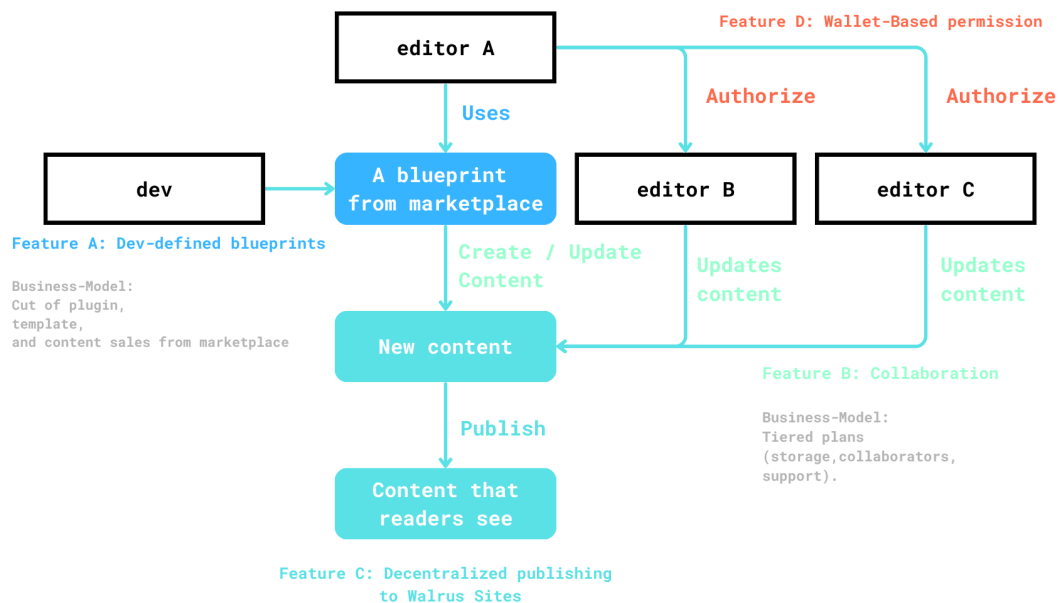 Feature D: Wallet-Based permission
editor A
Uses
Authorize
Authorize
dev
A blueprint
from marketplace
editor B
editor C
Feature A: Dev-defined blueprints
Create / Update
Content
Updates
content
Updates
content
Business-Model:
Cut of plugin,
template,
and content sales from marketplace
New content
Feature B: Collaboration
Business-Model:
Tiered plans
(storage,collaborators,
support).
Publish
Content that
readers see
Feature C: Decentralized publishing
to Walrus Sites